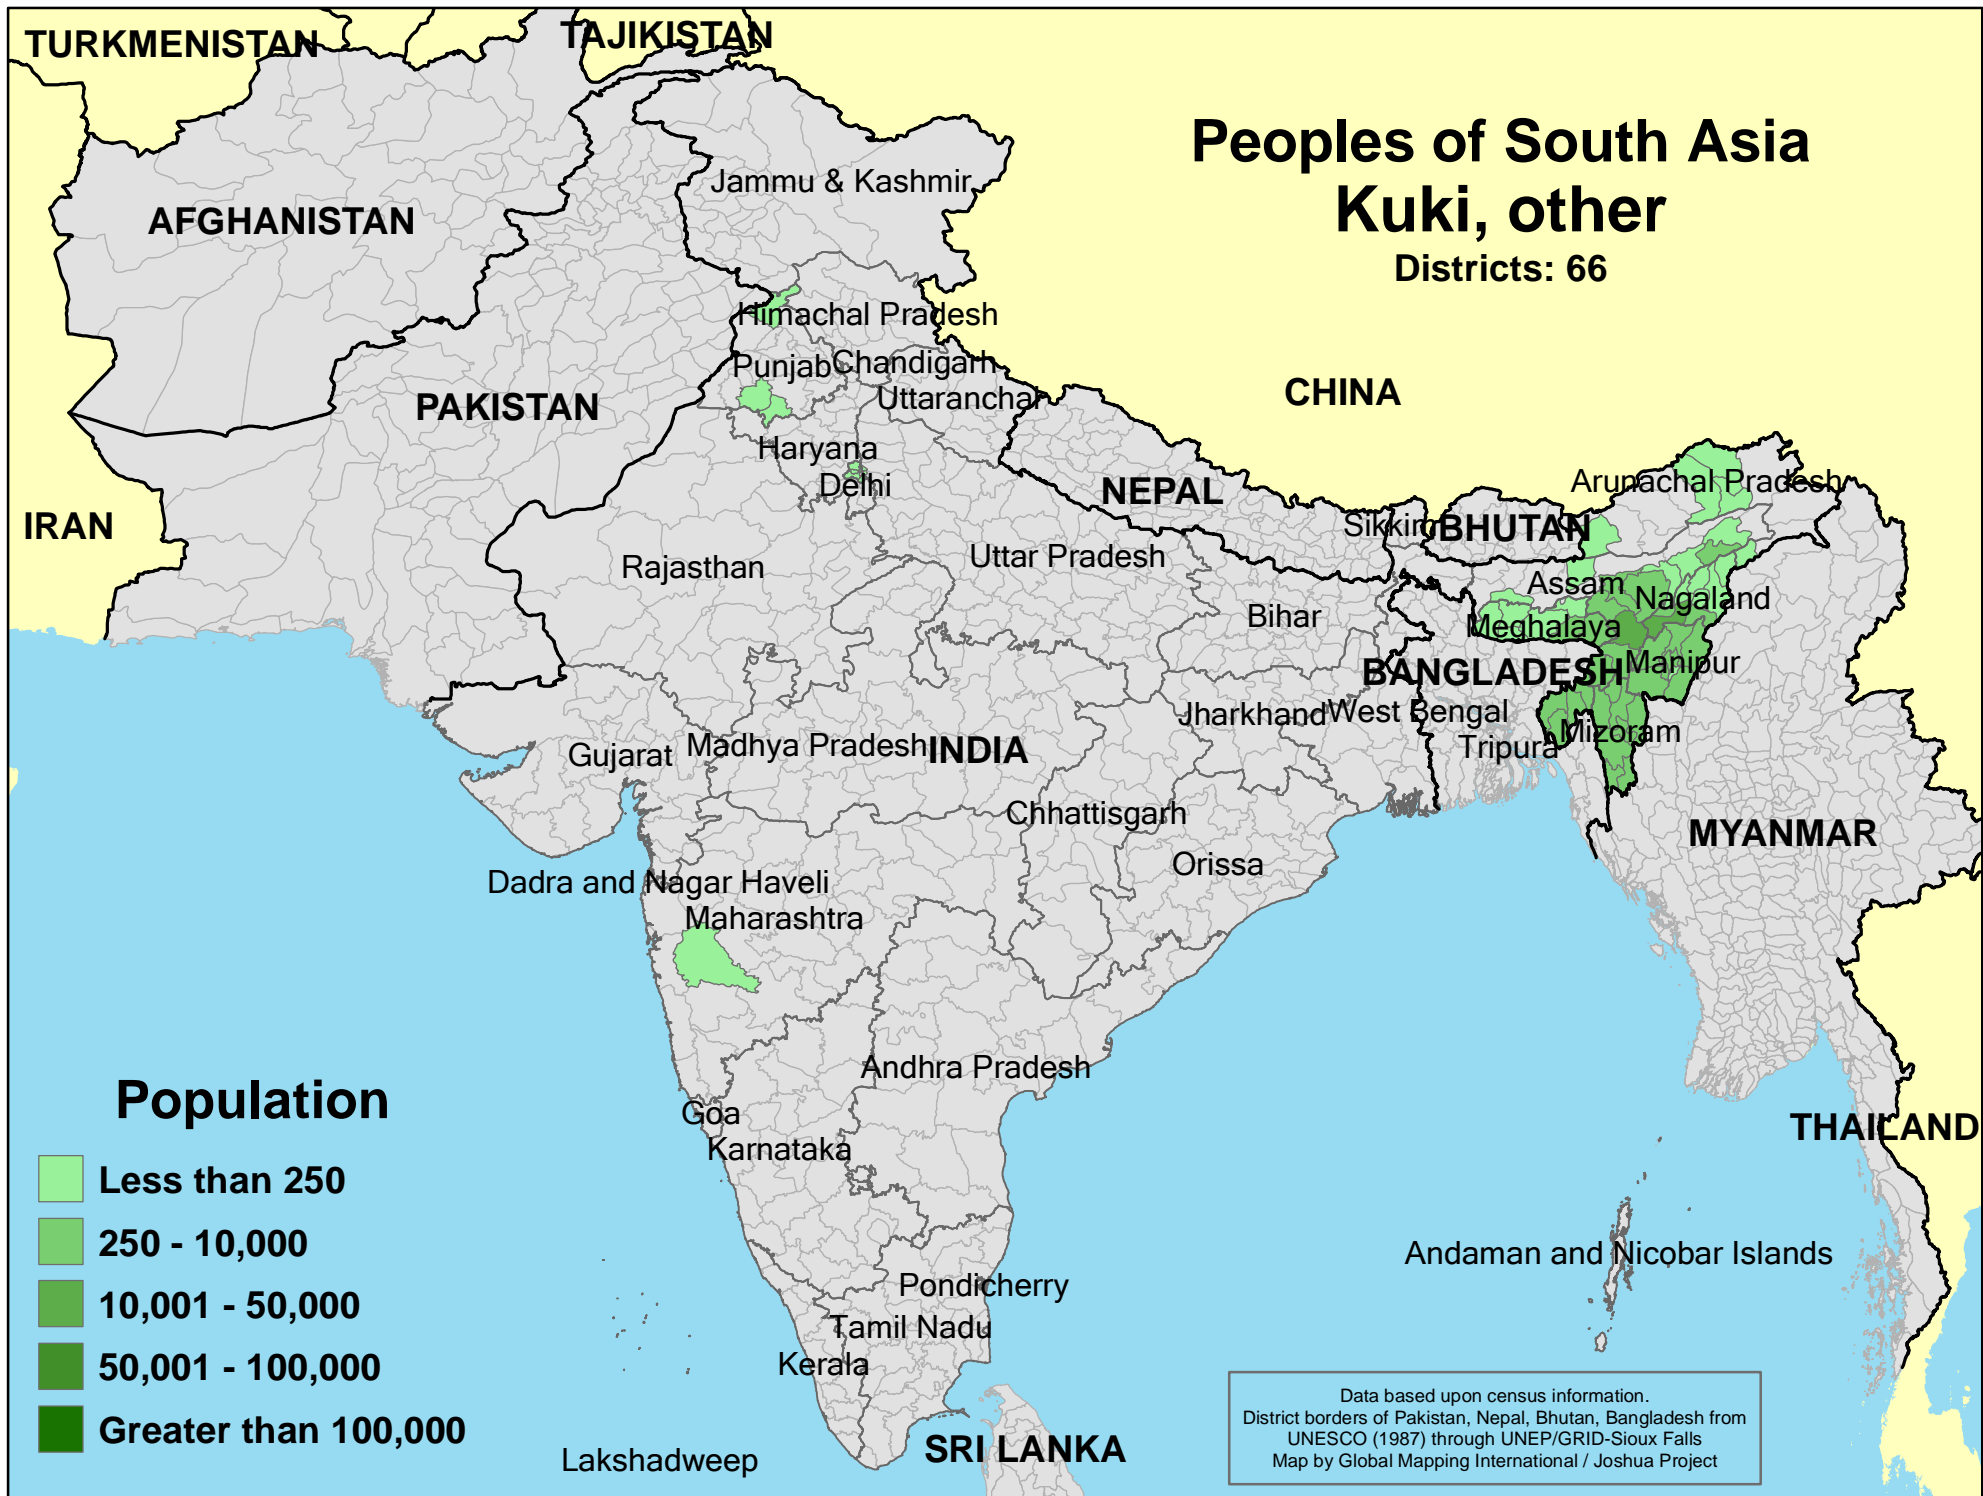 TURKMENISTAN
TAJIKISTAN
Peoples of South Asia
Kuki, other
Districts: 66
Jammu & Kashmir
AFGHANISTAN
Himachal Pradesh
Punjab
Chandigarh
Uttaranchal
PAKISTAN
CHINA
Haryana
Delhi
NEPAL
Arunachal Pradesh
IRAN
Sikkim
BHUTAN
Rajasthan
Uttar Pradesh
Assam
Nagaland
Bihar
Meghalaya
BANGLADESH
Manipur
Jharkhand
West Bengal
Tripura
Mizoram
Gujarat
Madhya Pradesh
INDIA
Chhattisgarh
MYANMAR
Orissa
Dadra and Nagar Haveli
Maharashtra
Andhra Pradesh
Goa
Karnataka
THAILAND
Population
Less than 250
250 - 10,000
10,001 - 50,000
50,001 - 100,000
Greater than 100,000
Andaman and Nicobar Islands
Pondicherry
Tamil Nadu
Kerala
Lakshadweep
SRI LANKA
Data based upon census information.
District borders of Pakistan, Nepal, Bhutan, Bangladesh from
UNESCO (1987) through UNEP/GRID-Sioux Falls
Map by Global Mapping International / Joshua Project